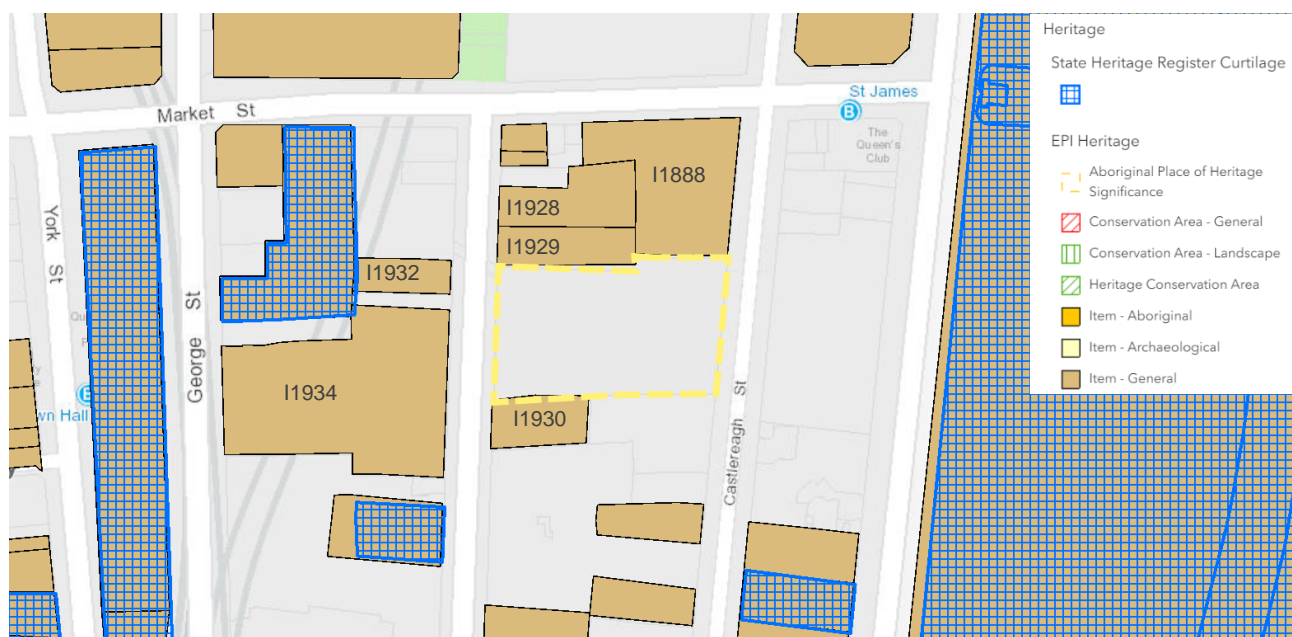 Heritage
State Heritage Register Curtilage
EPI Heritage
Aboriginal Place of Heritage
Significance
Conservation Area - General
Conservation Area - Landscape
Heritage Conservation Area
Item - Aboriginal
Item - Archaeological
Item - General
Market St
St James
B
The
Queen's
Club
I1888
I1928
I1929
York St
I1932
George St
I1934
I1930
wn Hall
Castlereagh St